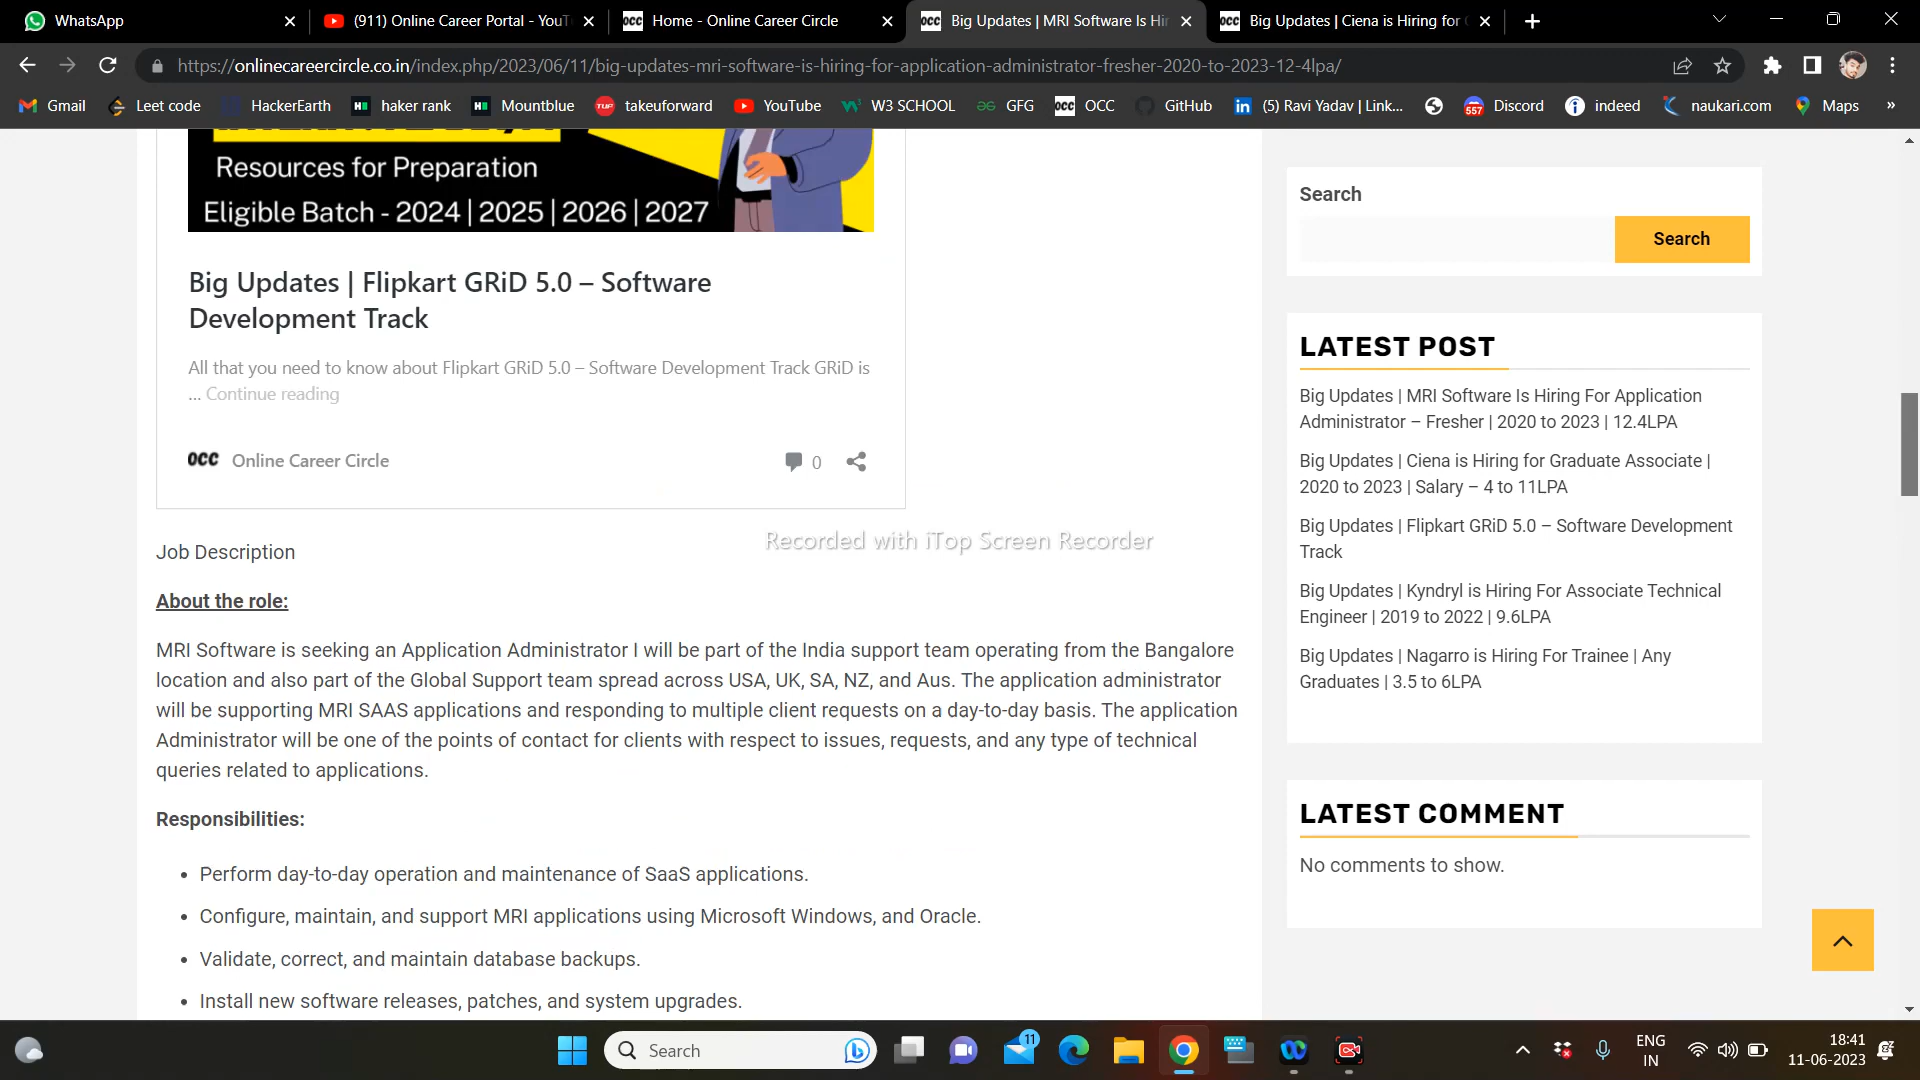 WhatsApp
(911) Online Career Portal - YouT
Home - Online Career Circle
Big Updates | MRI Software Is Hir
Big Updates | Ciena is Hiring for
https://onlinecareercircle.co.in/index.php/2023/06/11/big-updates-mri-software-is-hiring-for-application-administrator-fresher-2020-to-2023-12-4lpa/
Gmail
Leet code
HackerEarth
haker rank
Mountblue
takeuforward
YouTube
W3 SCHOOL
GFG
OCC
GitHub
(5) Ravi Yadav | Link...
557
Discord
indeed
naukari.com
Maps
»
Resources for Preparation
Eligible Batch - 2024 | 2025 | 2026 | 2027
Big Updates | Flipkart GRiD 5.0 – Software
Development Track
All that you need to know about Flipkart GRiD 5.0 – Software Development Track GRiD is
... Continue reading
OCC Online Career Circle
0
Recorded with iTop Screen Recorder
Job Description
About the role:
MRI Software is seeking an Application Administrator I will be part of the India support team operating from the Bangalore
location and also part of the Global Support team spread across USA, UK, SA, NZ, and Aus. The application administrator
will be supporting MRI SAAS applications and responding to multiple client requests on a day-to-day basis. The application
Administrator will be one of the points of contact for clients with respect to issues, requests, and any type of technical
queries related to applications.
Responsibilities:
• Perform day-to-day operation and maintenance of SaaS applications.
• Configure, maintain, and support MRI applications using Microsoft Windows, and Oracle.
• Validate, correct, and maintain database backups.
• Install new software releases, patches, and system upgrades.
Search
Search
LATEST POST
Big Updates | MRI Software Is Hiring For Application
Administrator – Fresher | 2020 to 2023 | 12.4LPA
Big Updates | Ciena is Hiring for Graduate Associate |
2020 to 2023 | Salary – 4 to 11LPA
Big Updates | Flipkart GRiD 5.0 – Software Development
Track
Big Updates | Kyndryl is Hiring For Associate Technical
Engineer | 2019 to 2022 | 9.6LPA
Big Updates | Nagarro is Hiring For Trainee | Any
Graduates | 3.5 to 6LPA
LATEST COMMENT
No comments to show.
Search
11
ENG
IN
18:41
11-06-2023